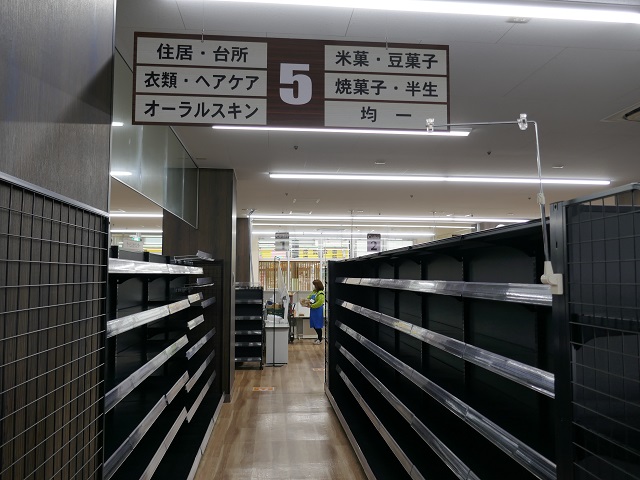 住居・台所
衣類・ヘアケア
オーラルスキン
5
米菓・豆菓子
焼菓子・半生
均一
2